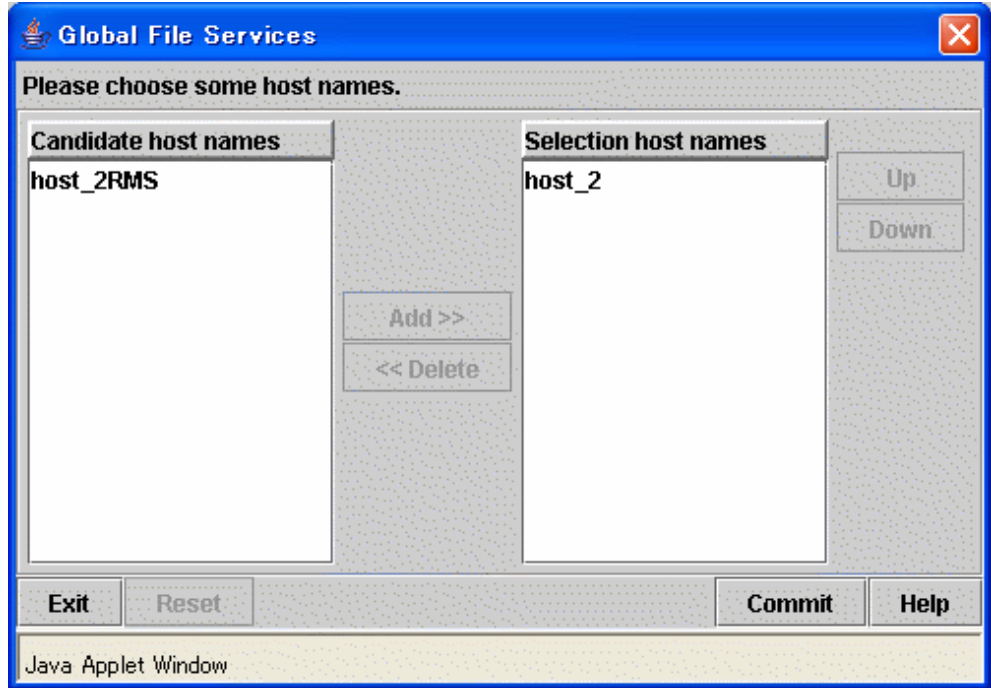 Global File Services
Please choose some host names.
Candidate host names
host_2RMS
Add >>
<< Delete
Selection host names
host_2
Up
Down
Exit
Reset
Commit
Help
Java Applet Window